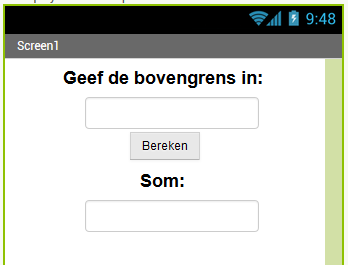 9:48
Screen1
Geef de bovengrens in:
Bereken
Som: